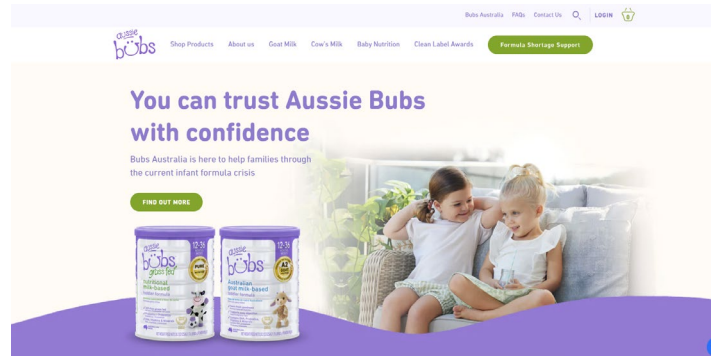 Bubs Australia FAQs Contact Us LOGIN 0
aussie bubs
Shop Products About us Goat Milk Cow's Milk Baby Nutrition Clean Label Awards Formula Shortage Support
You can trust Aussie Bubs
with confidence
Bubs Australia is here to help families through
the current infant formula crisis
FIND OUT MORE
aussie
bubs
grass fed
nutritional
milk-based
12-36
aussie
bubs
Australian
goat milk-based
toddler formula
12-36